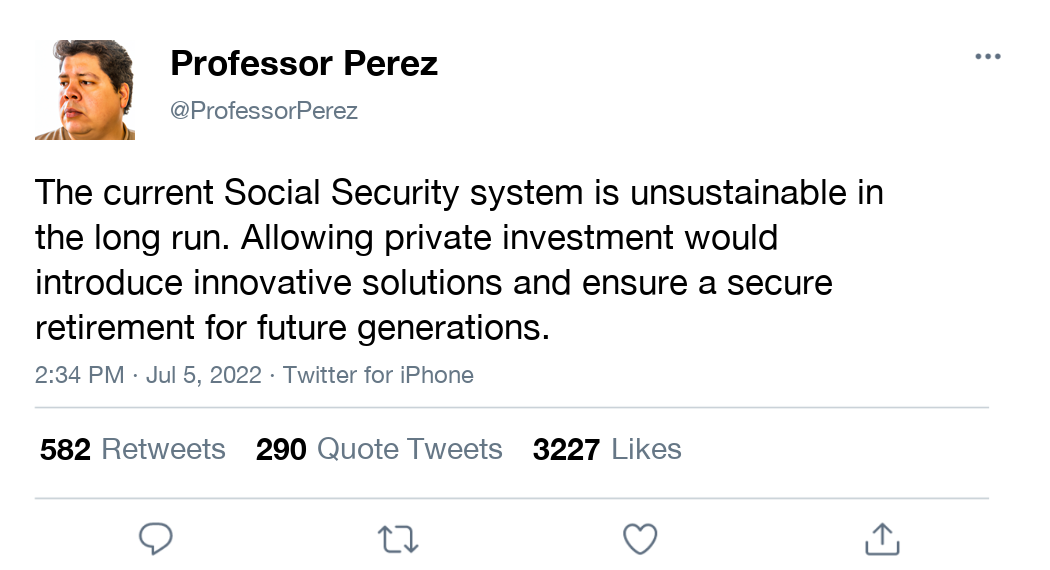 Professor Perez
@ProfessorPerez
The current Social Security system is unsustainable in
the long run. Allowing private investment would
introduce innovative solutions and ensure a secure
retirement for future generations.
2:34 PM · Jul 5, 2022 · Twitter for iPhone
582 Retweets 290 Quote Tweets 3227 Likes